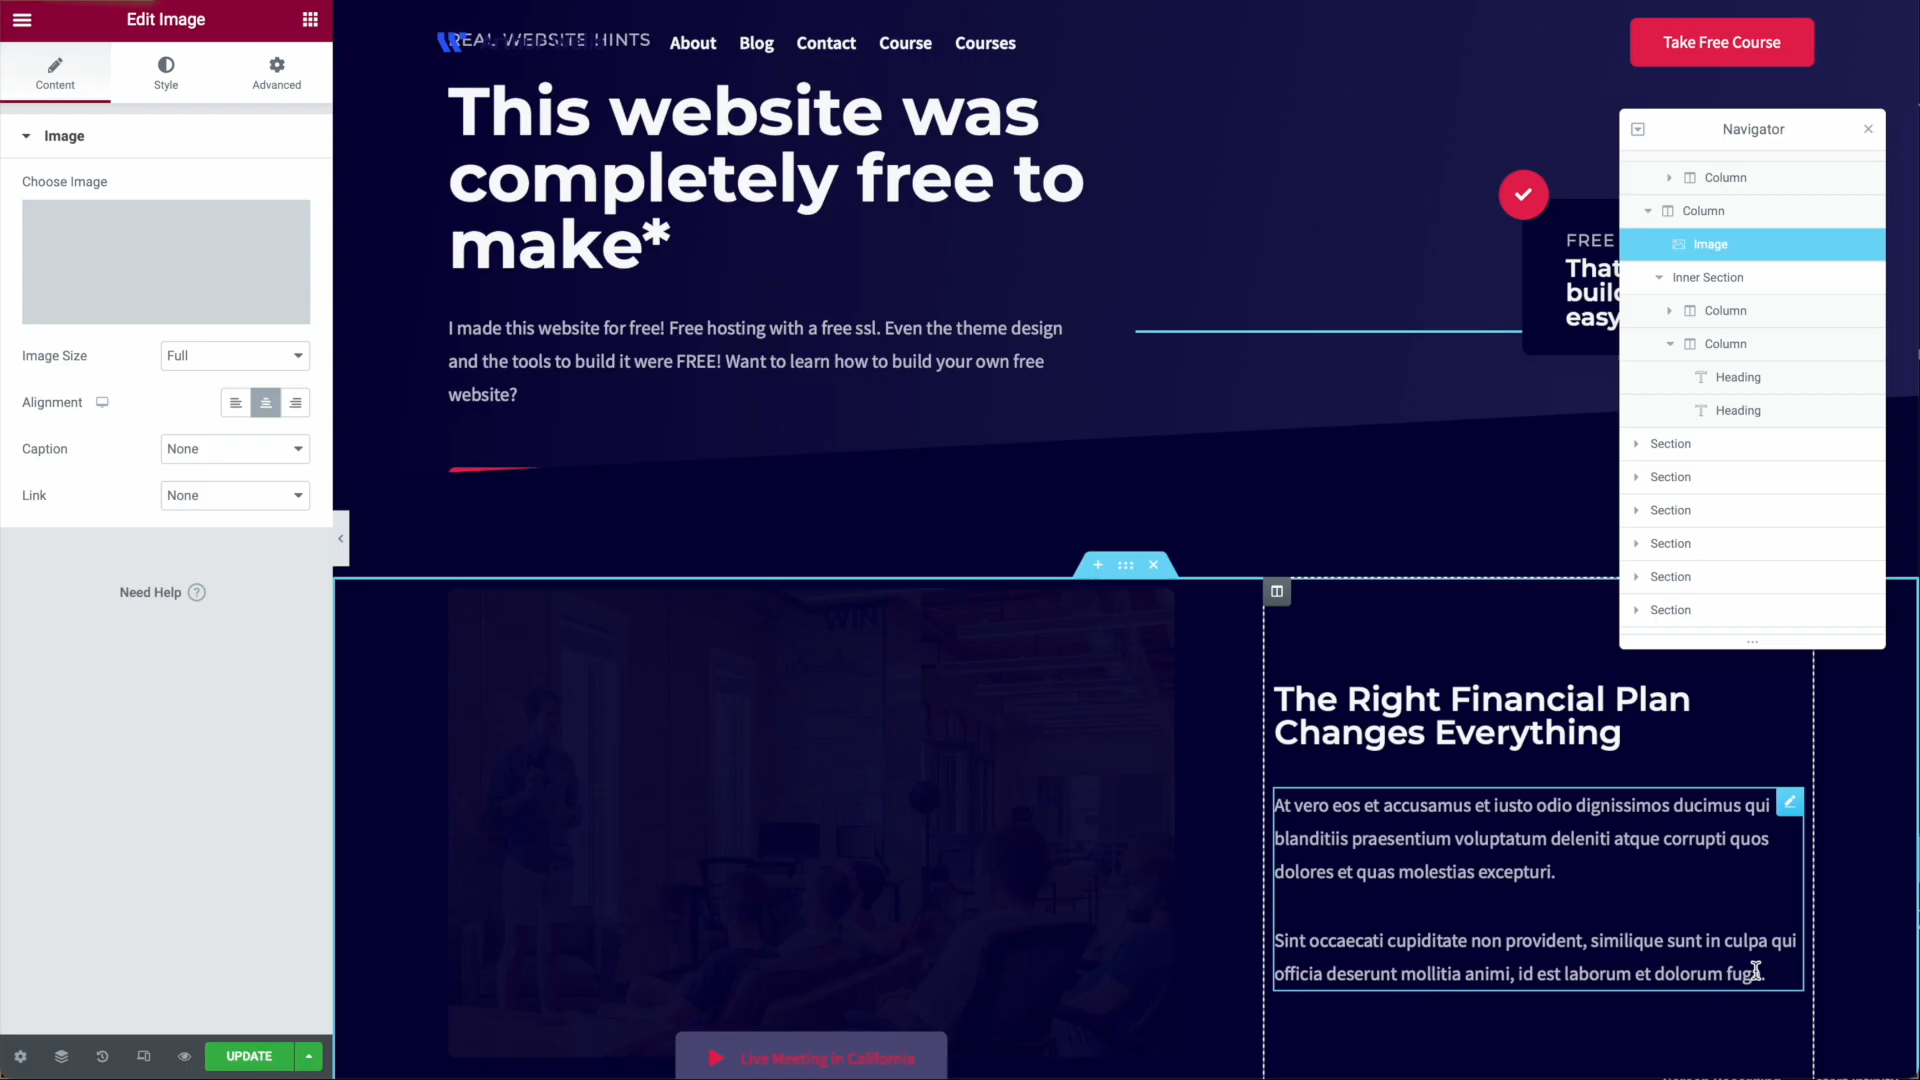 Edit Image
Content
Style
Advanced
Image
Choose Image
Image Size
Full
Alignment
Caption
None
Link
None
Need Help
?
UPDATE
REAL WEBSITE HINTS
About
Blog
Contact
Course
Courses
Take Free Course
This website was
completely free to
make*
I made this website for free! Free hosting with a free ssl. Even the theme design
and the tools to build it were FREE! Want to learn how to build your own free
website?
FREE
That
build
easy
Navigator
Column
Column
Image
Inner Section
Column
Column
Heading
Heading
Section
Section
Section
Section
Section
Section
WIN
The Right Financial Plan
Changes Everything
At vero eos et accusamus et iusto odio dignissimos ducimus qui
blanditiis praesentium voluptatum deleniti atque corrupti quos
dolores et quas molestias excepturi.
Sint occaecati cupiditate non provident, similique sunt in culpa qui
officia deserunt mollitia animi, id est laborum et dolorum fuga.
Live Meeting in California